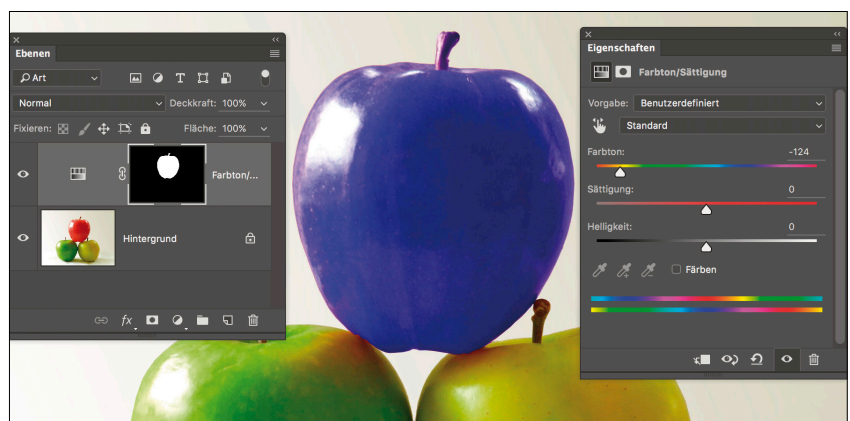 Ebenen
Art
Normal Deckkraft: 100%
Fixieren: Fläche: 100%
Farbton/...
Hintergrund
fx
Eigenschaften
Farbton/Sättigung
Vorgabe: Benutzerdefiniert
Standard
Farbton: -124
Sättigung: 0
Helligkeit: 0
Färben